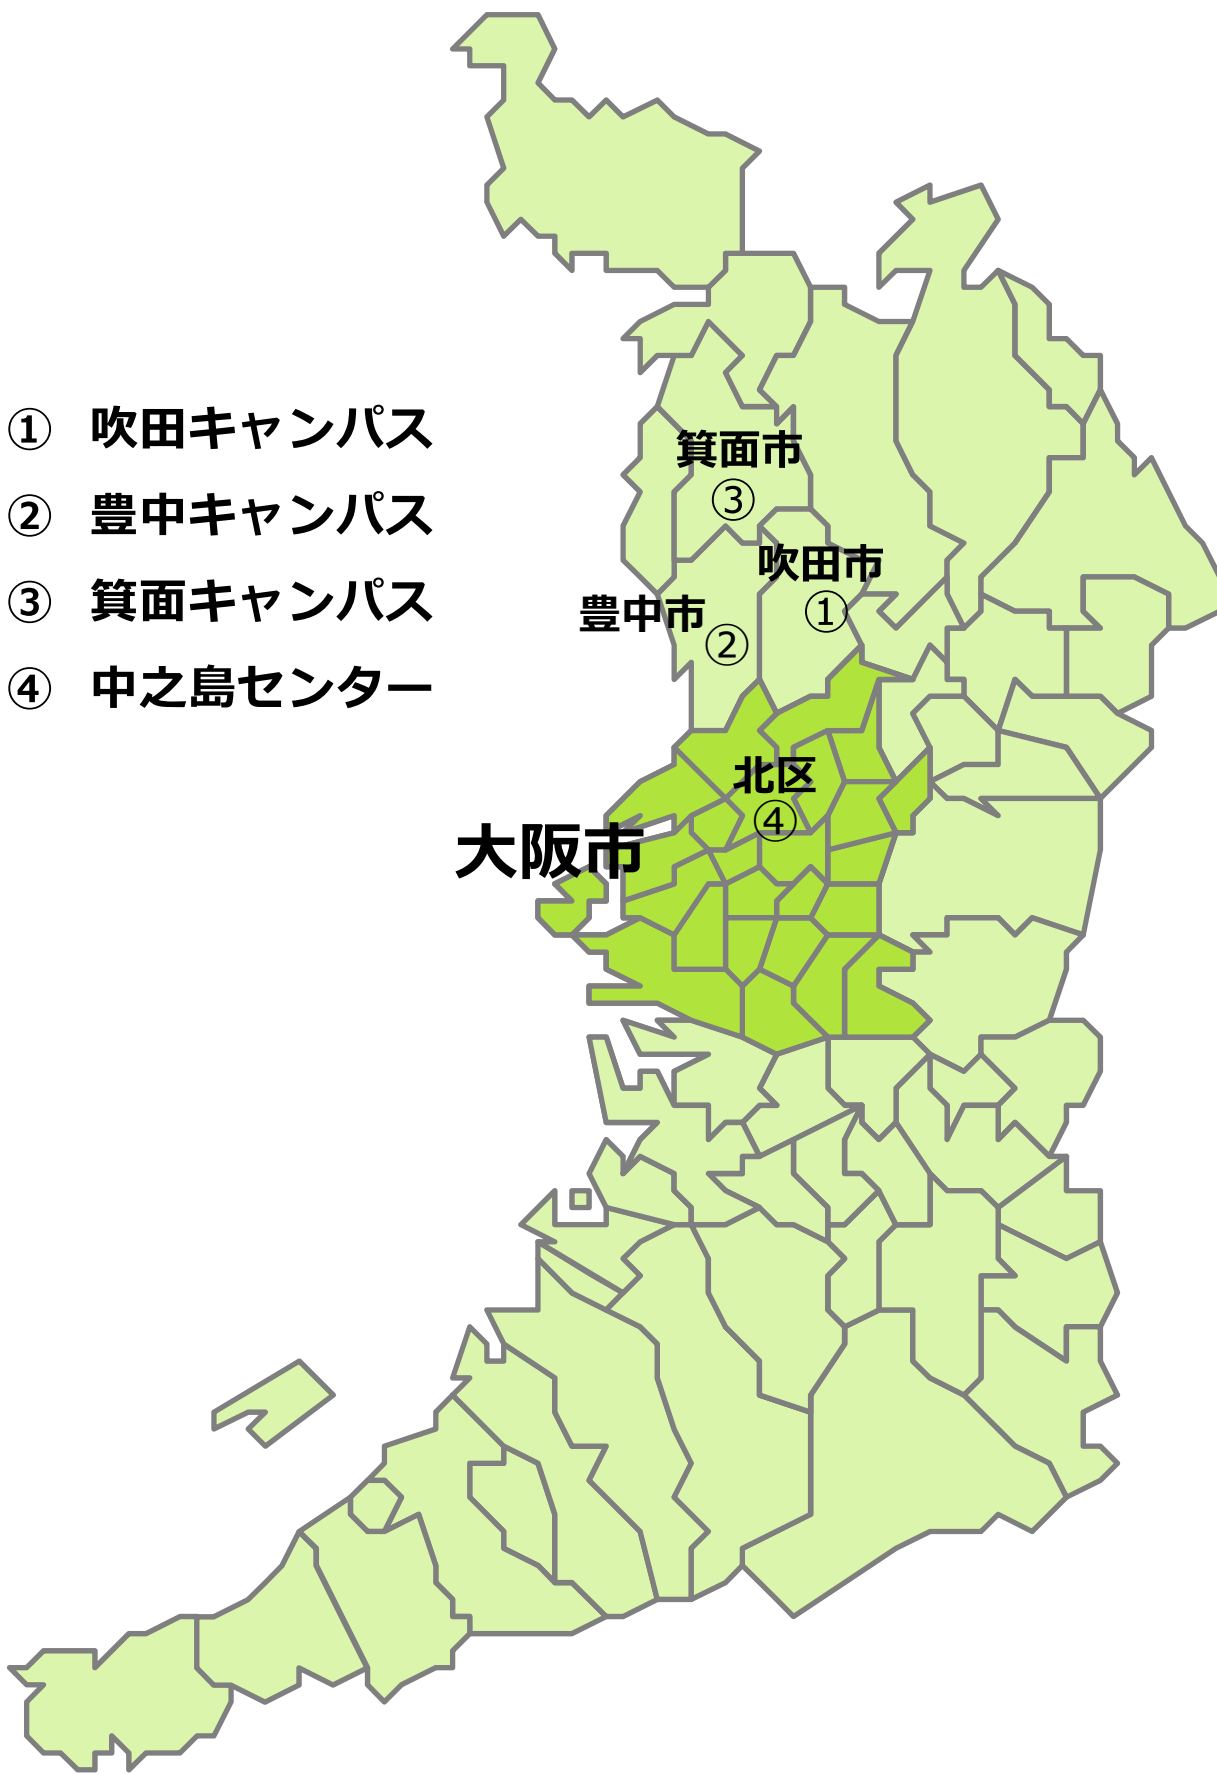 ① 吹田キャンパス
② 豊中キャンパス
③ 箕面キャンパス
④ 中之島センター
箕面市
③
吹田市
①
豊中市
②
北区
④
大阪市